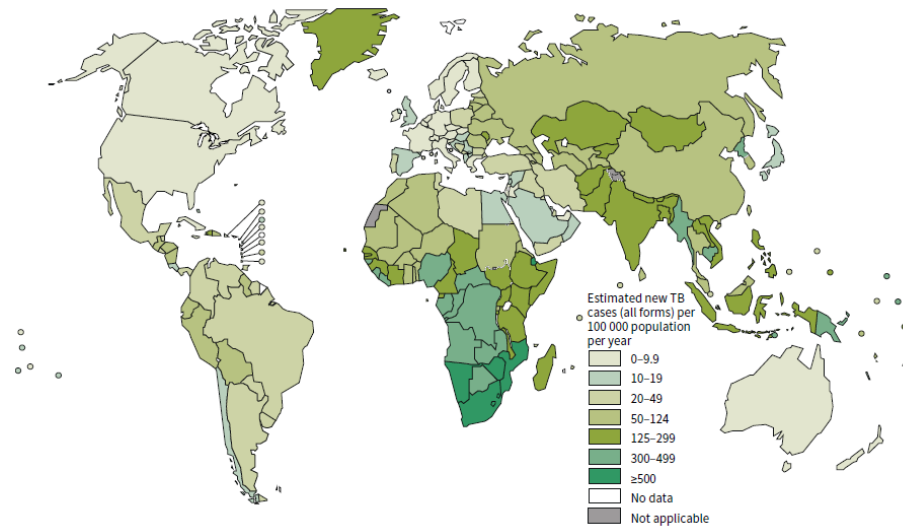 Estimated new TB
cases (all forms) per
100 000 population
per year
0–9.9
10–19
20–49
50–124
125–299
300–499
≥500
No data
Not applicable